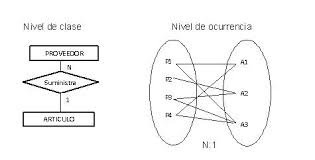 Nivel de clase
Nivel de ocurrencia
PROVEEDOR
N
Suministra
1
ARTICULO
P1
P2
P3
P4
A1
A2
A3
N:1